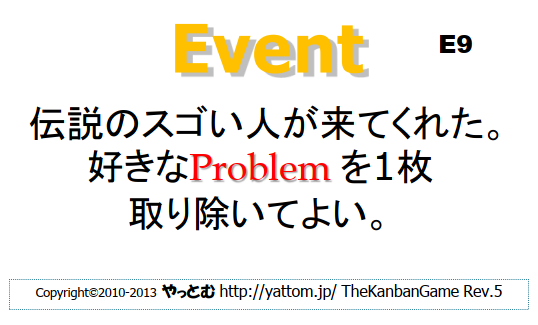 Event
E9
伝説のスゴい人が来てくれた。
好きなProblem を1枚
取り除いてよい。
Copyright©2010-2013 やっとむ http://yattom.jp/ TheKanbanGame Rev.5